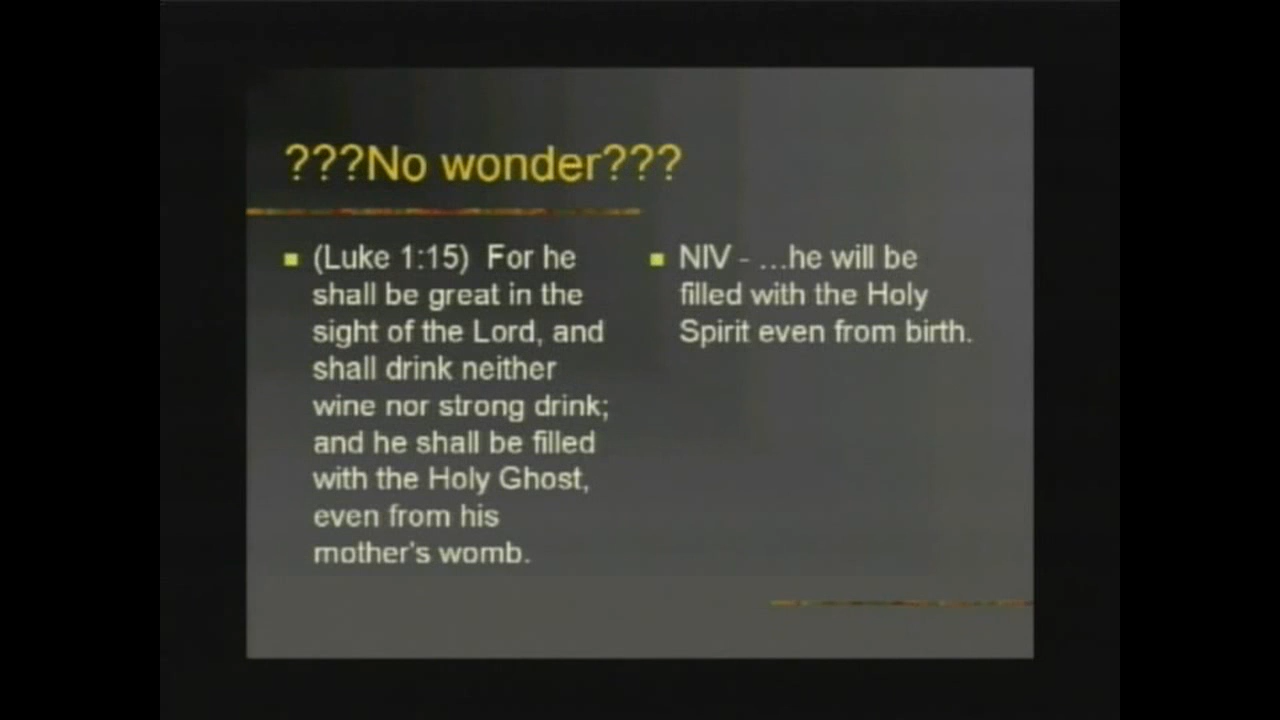 ???No wonder???
(Luke 1:15) For he
shall be great in the
sight of the Lord, and
shall drink neither
wine nor strong drink;
and he shall be filled
with the Holy Ghost,
even from his
mother's womb.
NIV - ...he will be
filled with the Holy
Spirit even from birth.